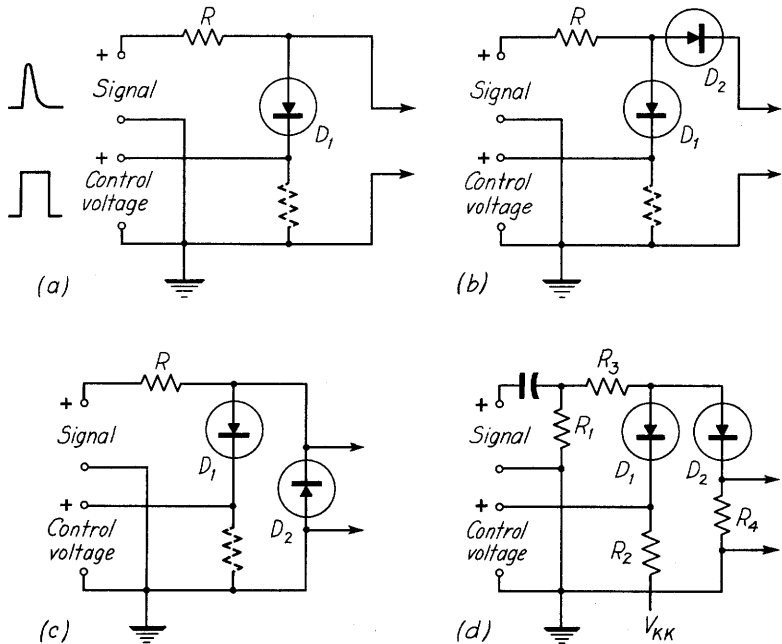 R
+
Signal
D1
+
Control
voltage
(a)
R
D2
+
Signal
D1
+
Control
voltage
(b)
R
+
Signal
D1
+
Control
voltage
D2
(c)
R3
+
Signal
R1
D1
D2
+
Control
voltage
R2
R4
VKK
(d)